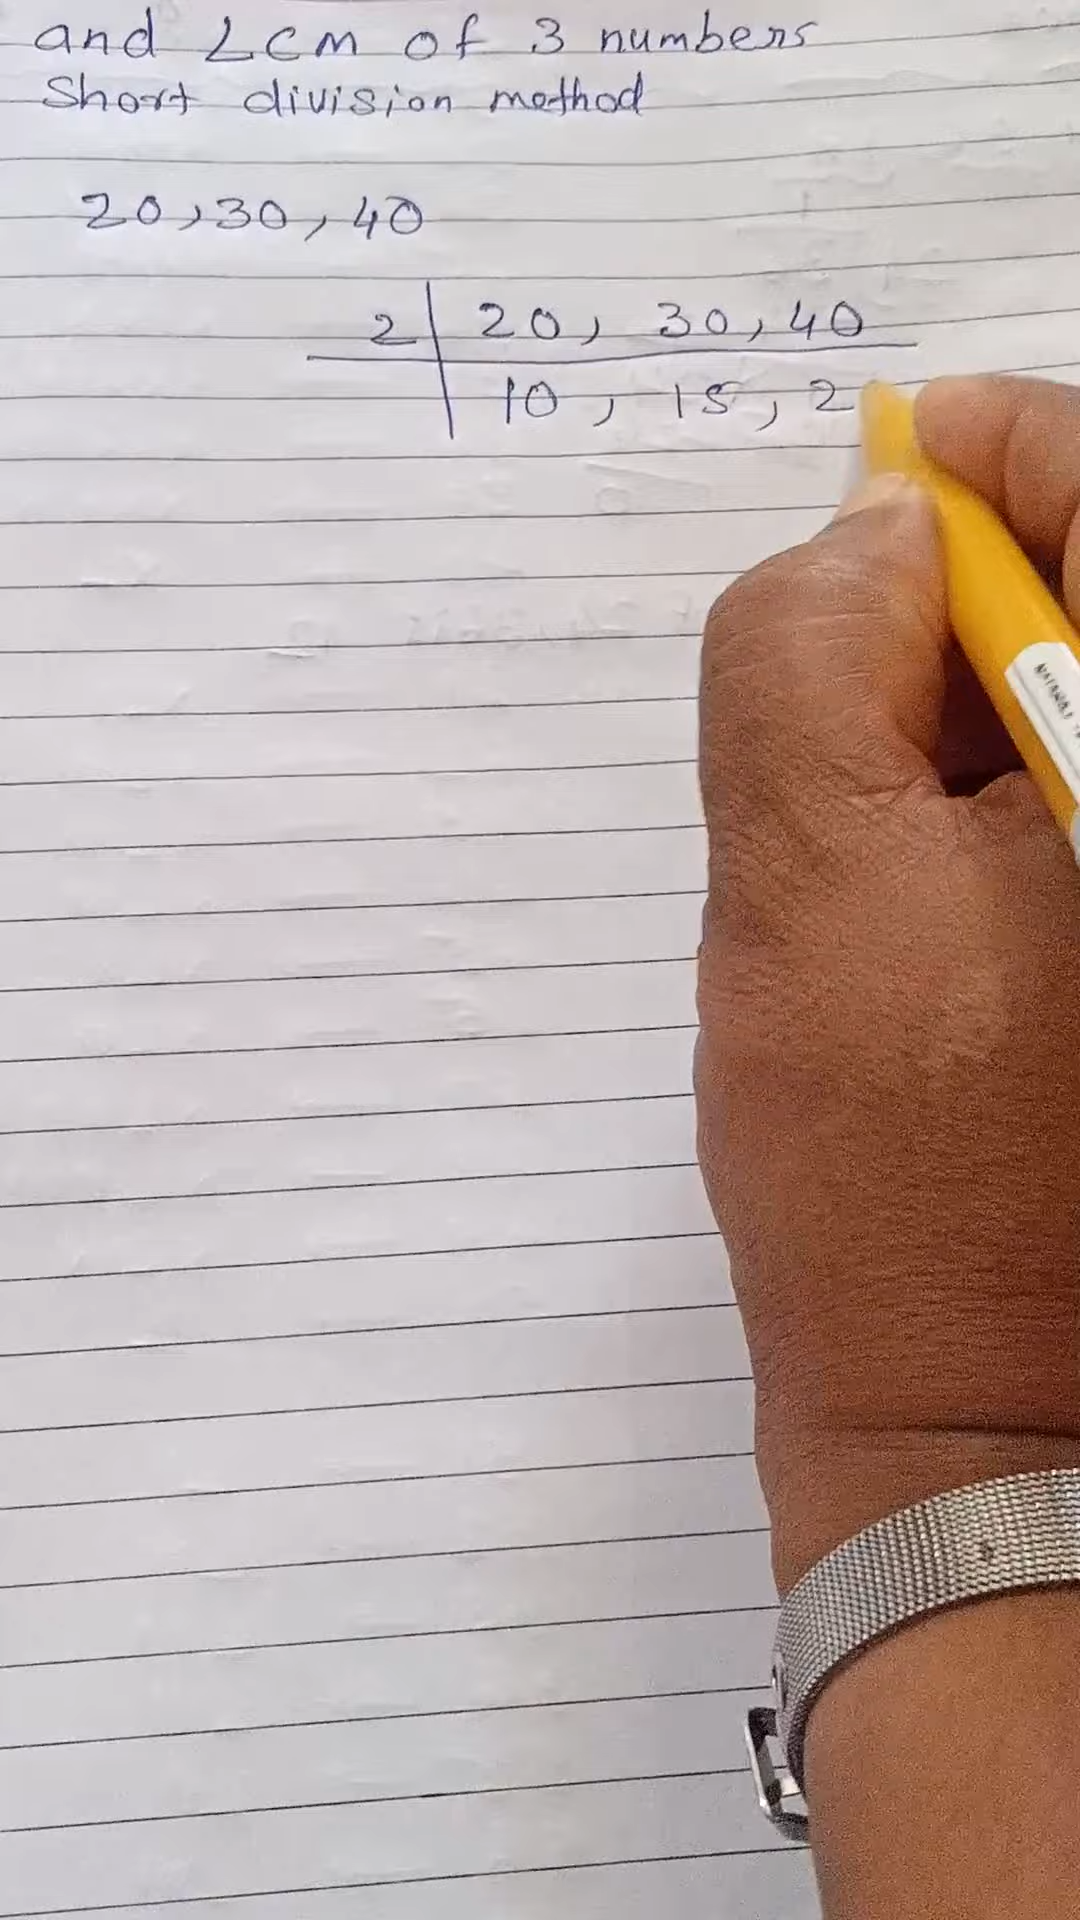 and LCM of 3 numbers
Short division method
20, 30, 40
2 | 20, 30, 40
10, 15, 2